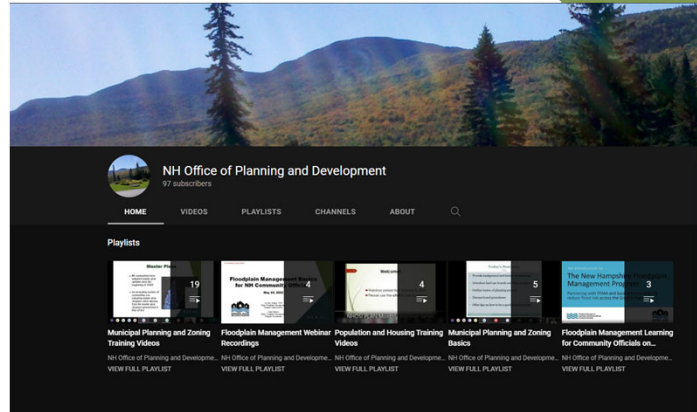 NH Office of Planning and Development
97 subscribers
HOME VIDEOS PLAYLISTS CHANNELS ABOUT
Playlists
Master Plan
19
Floodplain Management Basics
for NH Community Officials
4
Welcome
4
5
The New Hampshire Floodplain
Management Program
3
Municipal Planning and Zoning
Training Videos
Floodplain Management Webinar
Recordings
Population and Housing Training
Videos
Municipal Planning and Zoning
Basics
Floodplain Management Learning
for Community Officials on...
NH Office of Planning and Developme...
NH Office of Planning and Developme...
NH Office of Planning and Developme...
NH Office of Planning and Developme...
NH Office of Planning and Developme...
VIEW FULL PLAYLIST
VIEW FULL PLAYLIST
VIEW FULL PLAYLIST
VIEW FULL PLAYLIST
VIEW FULL PLAYLIST